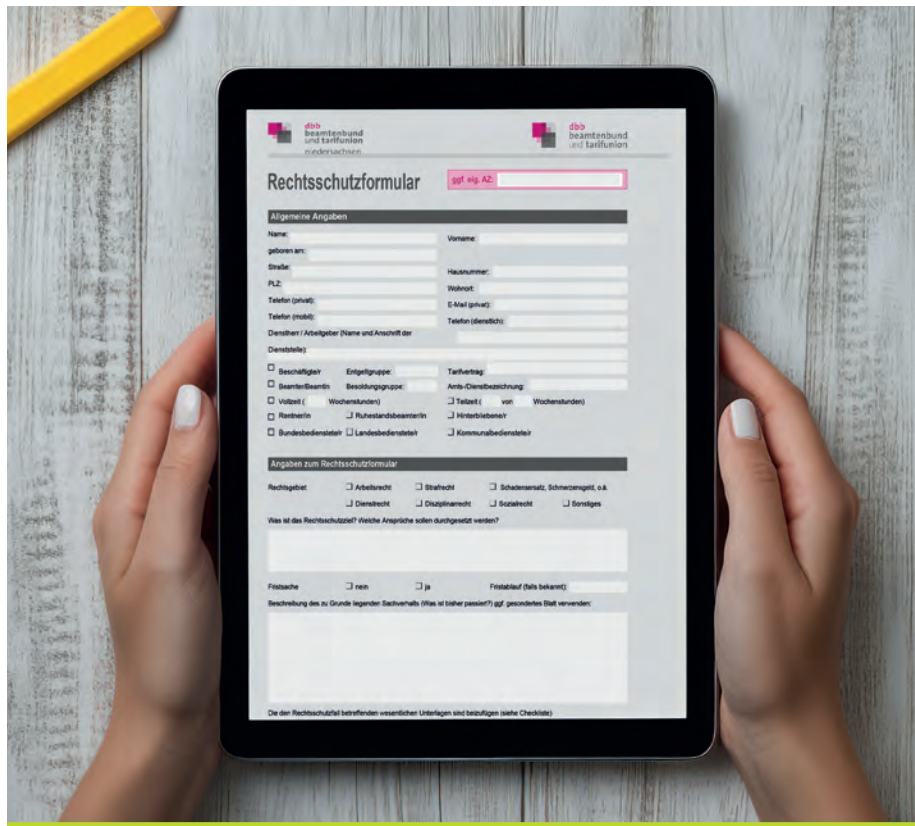 dbb
beamtenbund
und tarifunion
niedersachsen
dbb
beamtenbund
und tarifunion
Rechtsschutzformular
ggf. eig. AZ:
Allgemeine Angaben
Name: Vorname:
geboren am:
Straße: Hausnummer:
PLZ: Wohnort:
Telefon (privat): E-Mail (privat):
Telefon (mobil): Telefon (dienstlich):
Dienstherr / Arbeitgeber (Name und Anschrift der
Dienststelle):
☐ Beschäftigte/r Entgeltgruppe: Tarifvertrag:
☐ Beamter/Beamtin Besoldungsgruppe: Amts-/Dienstbezeichnung:
☐ Vollzeit ( Wochenstunden) ☐ Teilzeit ( von Wochenstunden)
☐ Rentner/in ☐ Ruhestandsbeamter/in ☐ Hinterbliebene/r
☐ Bundesbedienstete/r ☐ Landesbedienstete/r ☐ Kommunalbedienstete/r
Angaben zum Rechtsschutzformular
Rechtsgebiet ☐ Arbeitsrecht ☐ Strafrecht ☐ Schadensersatz, Schmerzensgeld, o.ä.
☐ Dienstrecht ☐ Disziplinarrecht ☐ Sozialrecht ☐ Sonstiges
Was ist das Rechtsschutzziel? Welche Ansprüche sollen durchgesetzt werden?
Fristsache ☐ nein ☐ ja Fristablauf (falls bekannt):
Beschreibung des zu Grunde liegenden Sachverhalts (Was ist bisher passiert?) ggf. gesondertes Blatt verwenden:
Die den Rechtsschutzfall betreffenden wesentlichen Unterlagen sind beizufügen (siehe Checkliste)